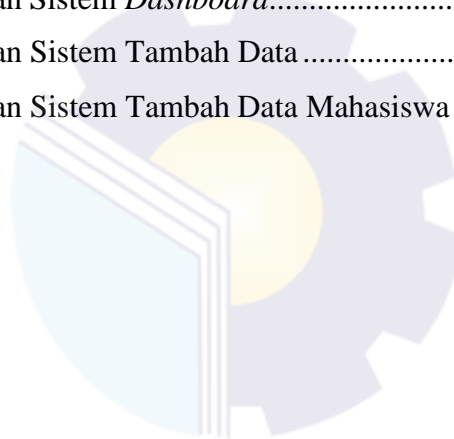 an Sistem Dashboard......................
an Sistem Tambah Data...................
an Sistem Tambah Data Mahasiswa